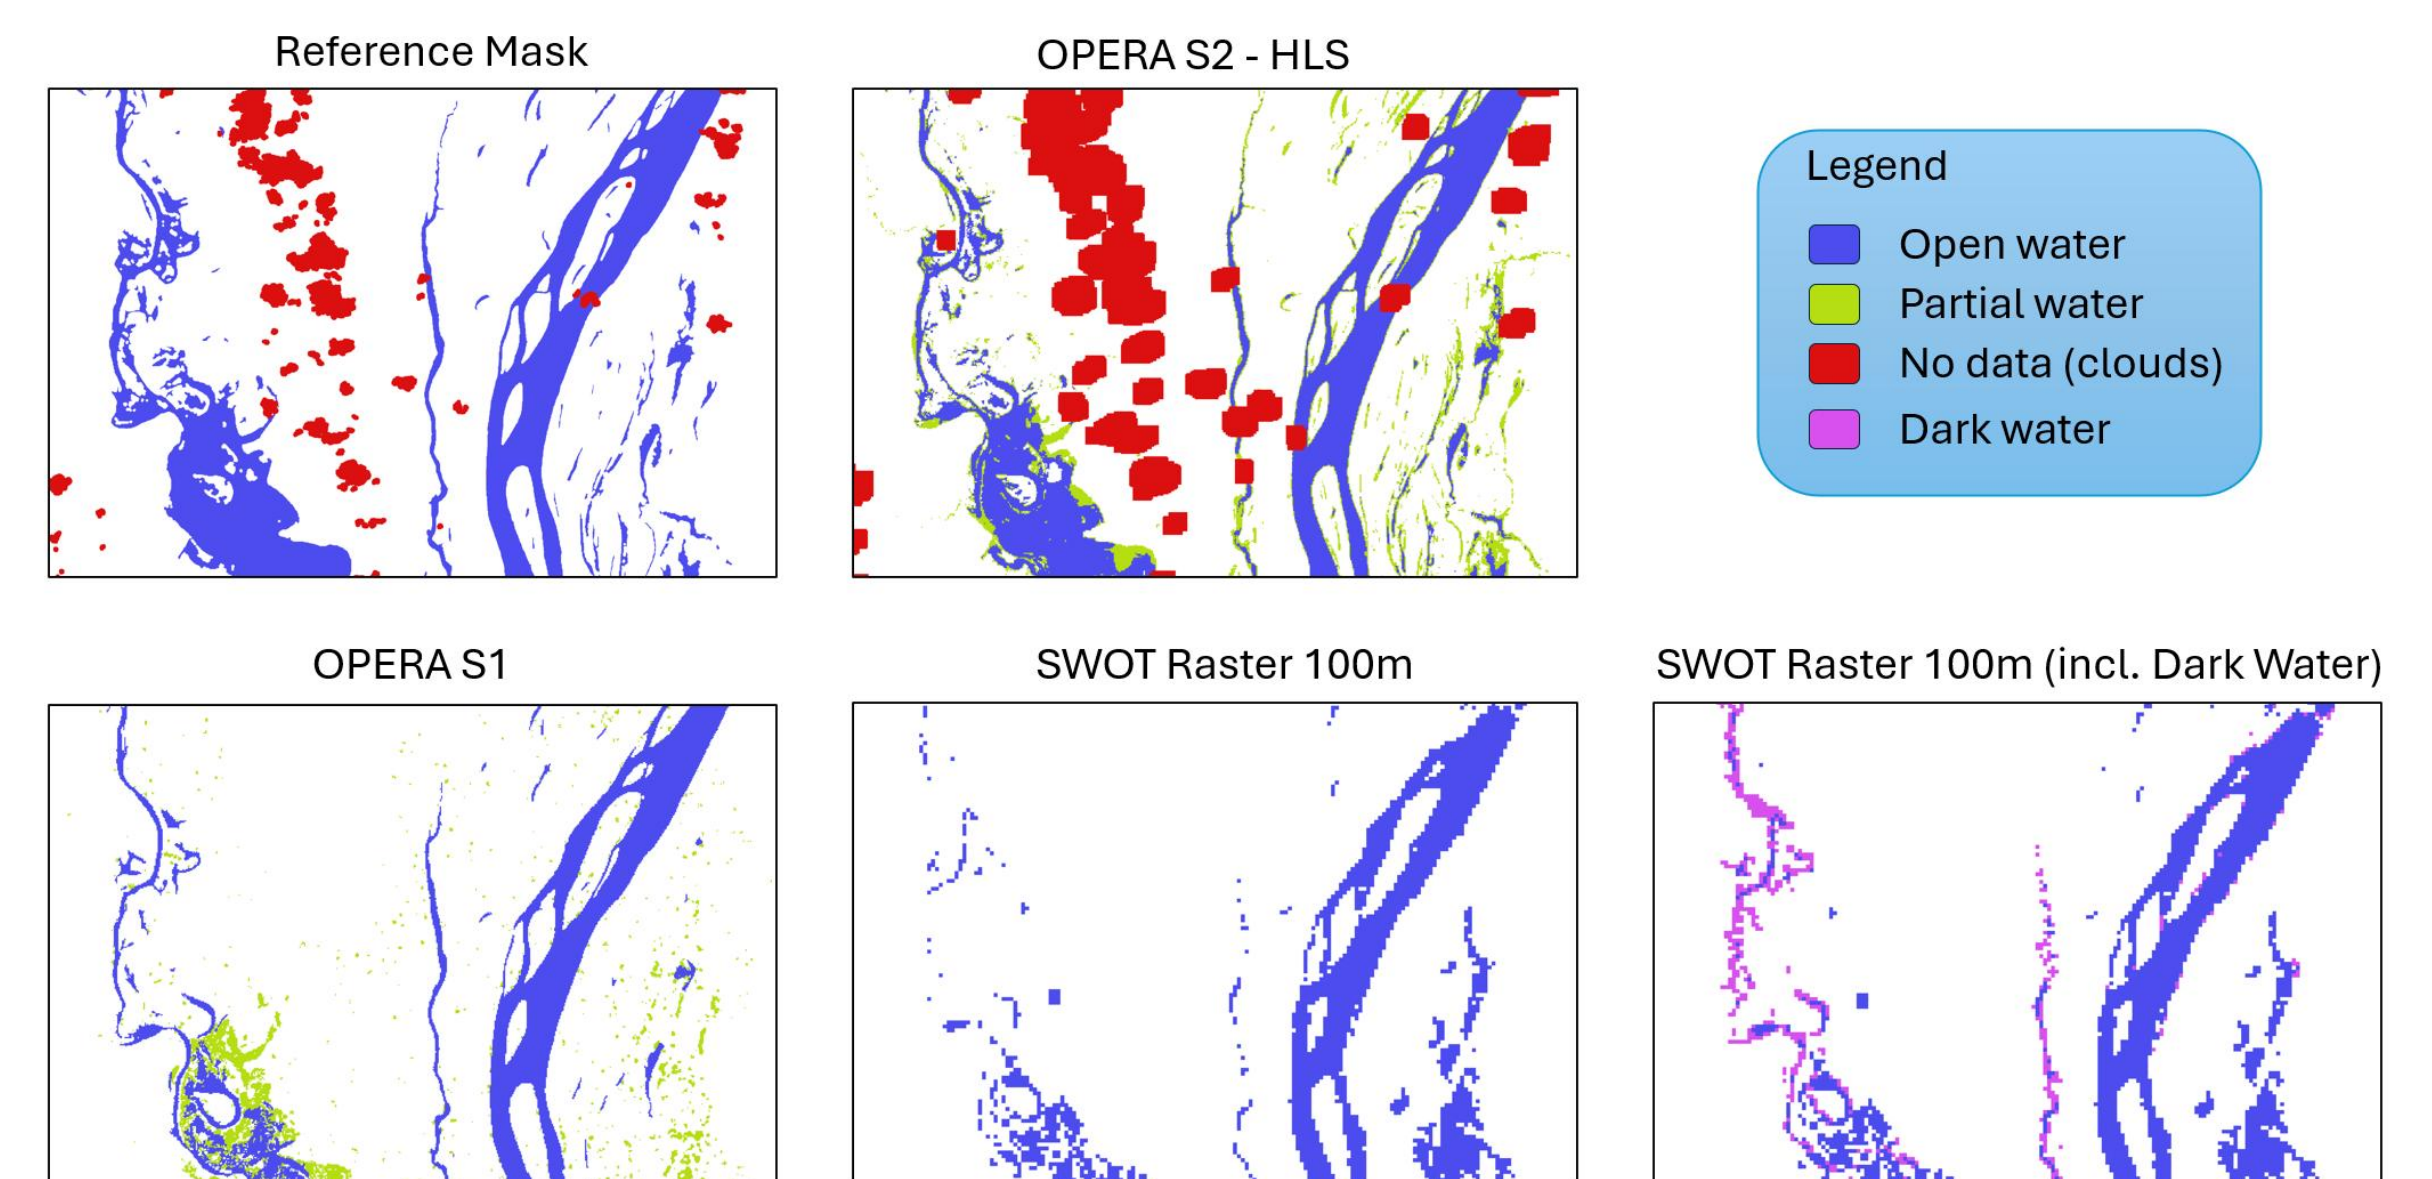 Reference Mask
OPERA S2 - HLS
Legend
Open water
Partial water
No data (clouds)
Dark water
OPERA S1
SWOT Raster 100m
SWOT Raster 100m (incl. Dark Water)